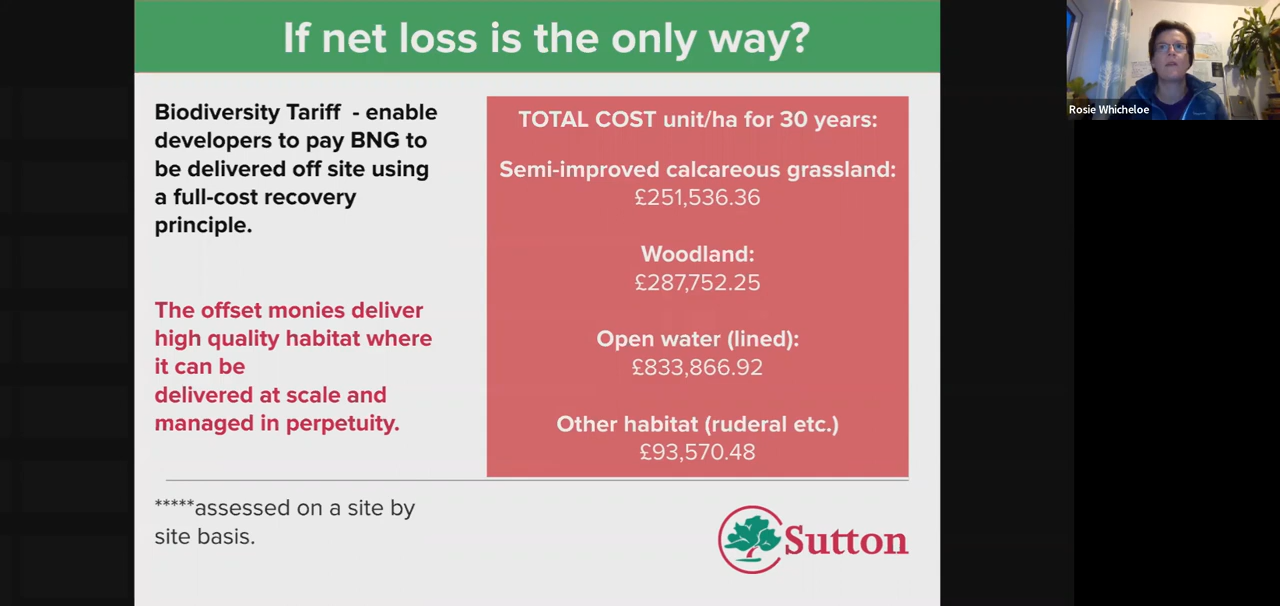 If net loss is the only way?
Biodiversity Tariff - enable
developers to pay BNG to
be delivered off site using
a full-cost recovery
principle.
The offset monies deliver
high quality habitat where
it can be
delivered at scale and
managed in perpetuity.
*****assessed on a site by
site basis.
TOTAL COST unit/ha for 30 years:
Semi-improved calcareous grassland:
£251,536.36
Woodland:
£287,752.25
Open water (lined):
£833,866.92
Other habitat (ruderal etc.)
£93,570.48
Sutton
Rosie Whicheloe